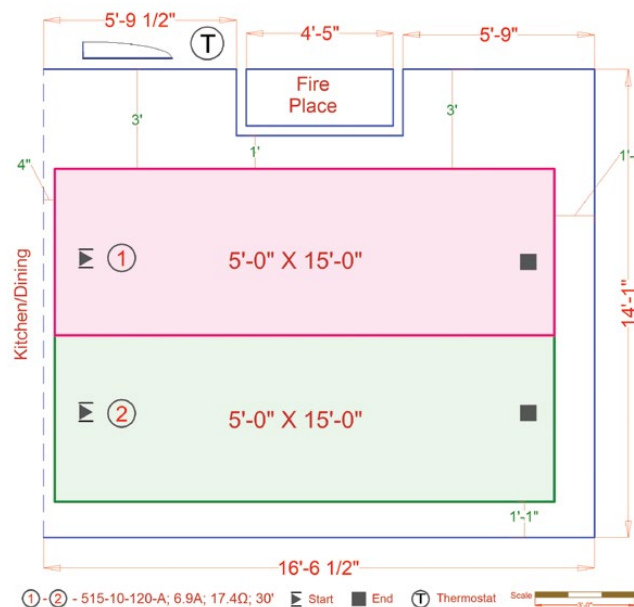 5'-9 1/2"
4'-5"
5'-9"
T
Fire
Place
3'
3'
1'
4"
1'-
1
5'-0" X 15'-0"
Kitchen/Dining
14'-1"
2
5'-0" X 15'-0"
1'-1"
16'-6 1/2"
1 - 2 - 515-10-120-A; 6.9A; 17.4Ω; 30' Start End T Thermostat Scale